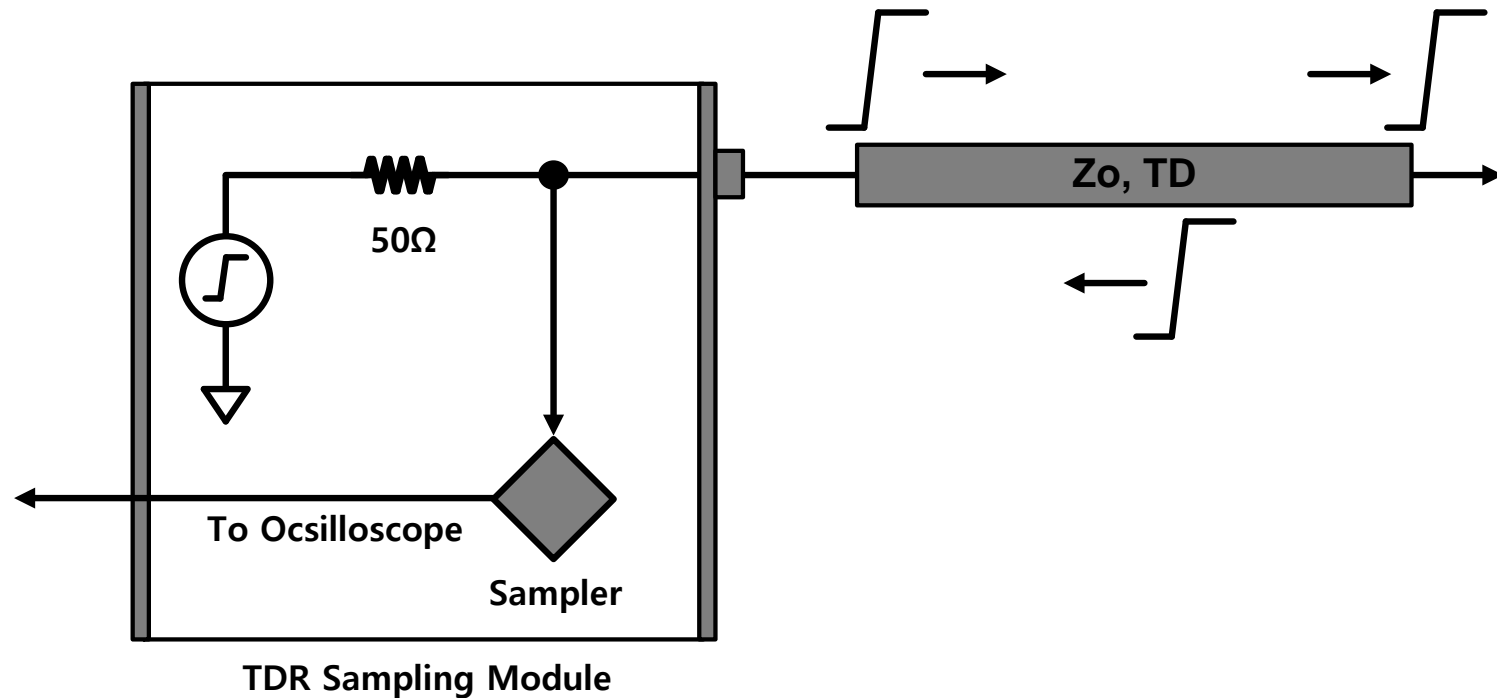 Zo, TD
50Ω
To Ocsilloscope
Sampler
TDR Sampling Module